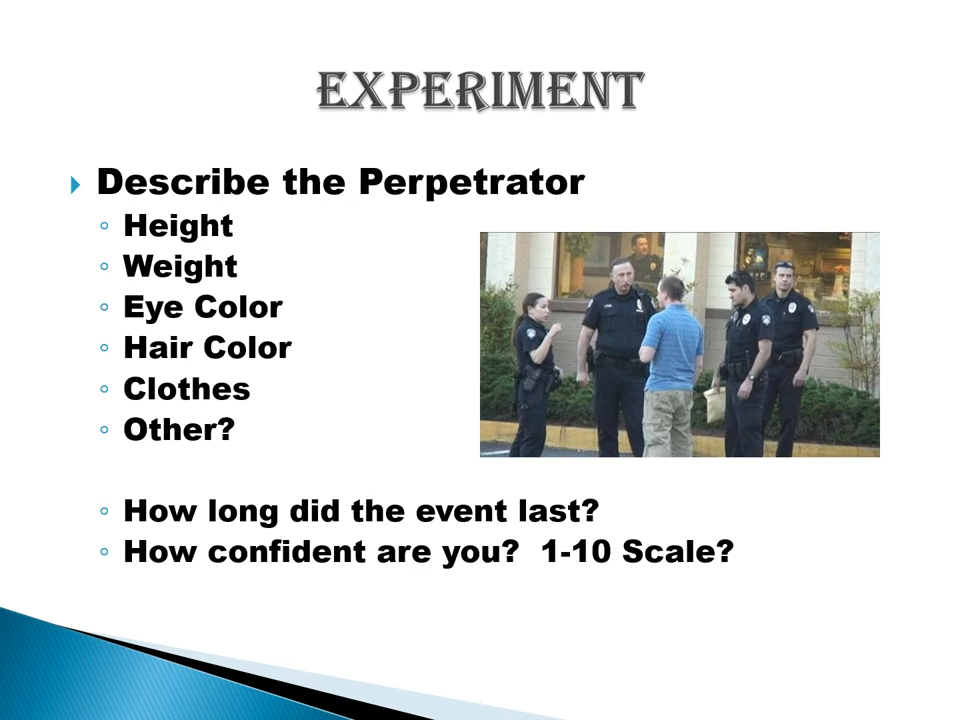 EXPERIMENT
Describe the Perpetrator
Height
Weight
Eye Color
Hair Color
Clothes
Other?
How long did the event last?
How confident are you?  1-10 Scale?